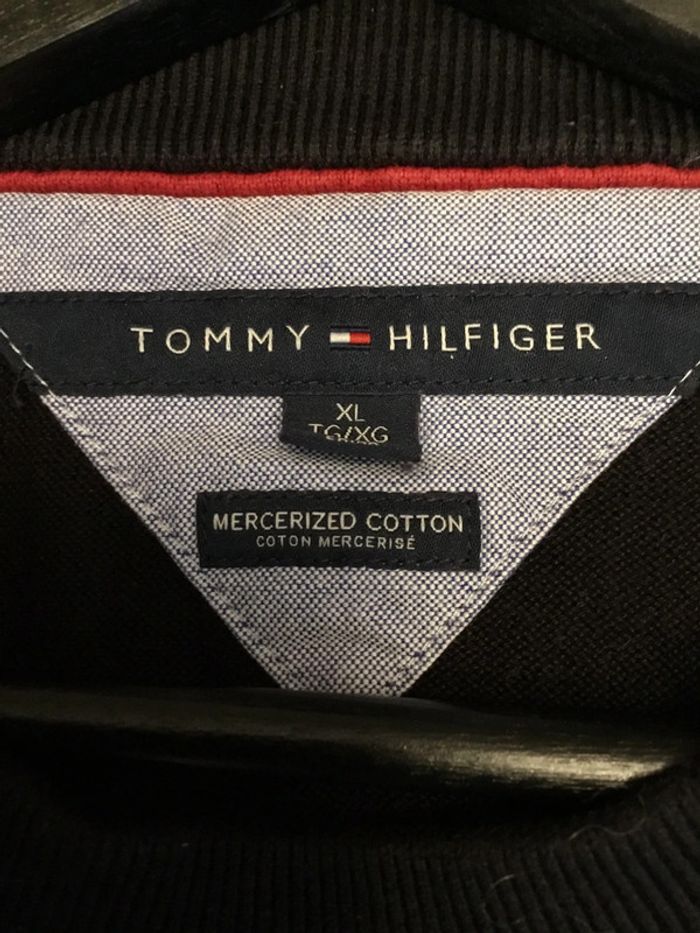 TOMMY HILFIGER
XL
TG/XG
MERCERIZED COTTON
COTON MERCERISÉ